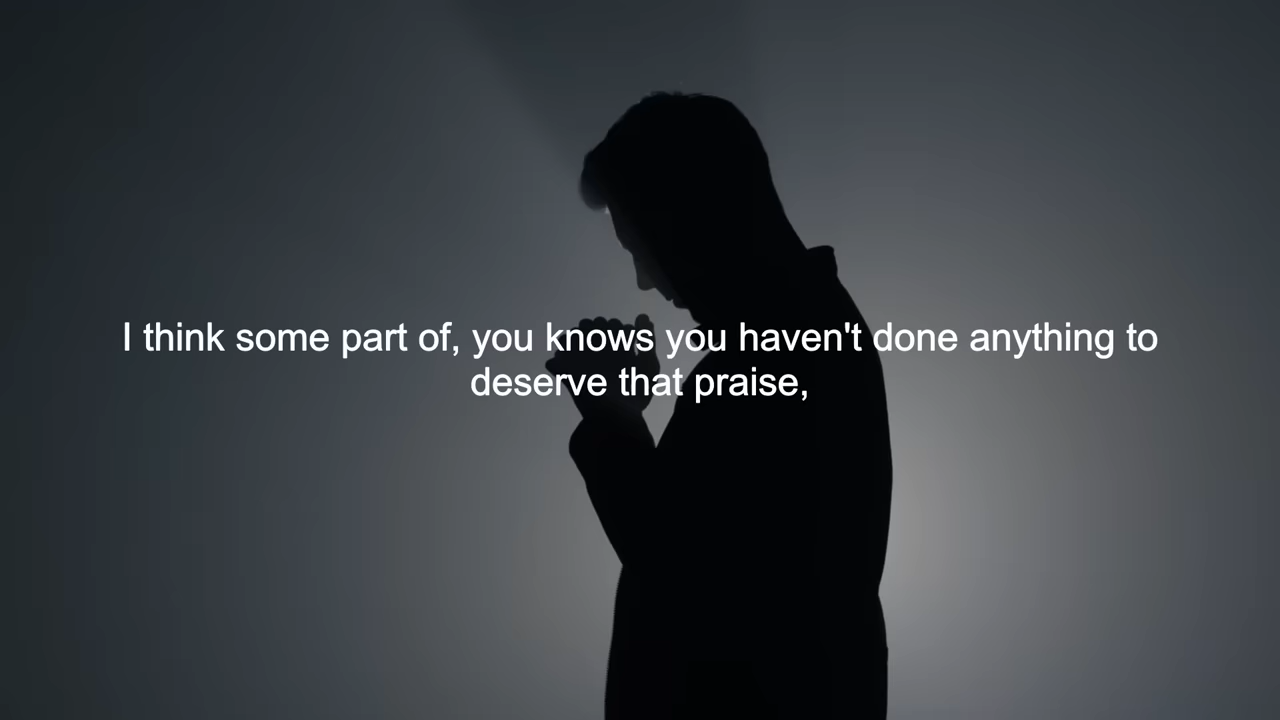 I think some part of, you knows you haven't done anything to
deserve that praise,